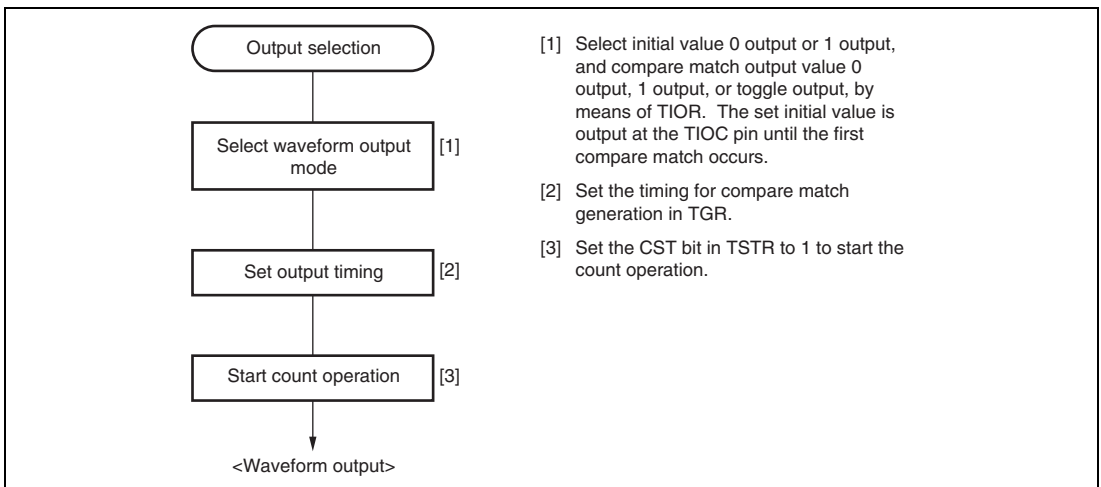 Output selection
Select waveform output
mode
[1]
Set output timing
[2]
Start count operation
[3]
<Waveform output>
[1] Select initial value 0 output or 1 output,
and compare match output value 0
output, 1 output, or toggle output, by
means of TIOR. The set initial value is
output at the TIOC pin until the first
compare match occurs.
[2] Set the timing for compare match
generation in TGR.
[3] Set the CST bit in TSTR to 1 to start the
count operation.